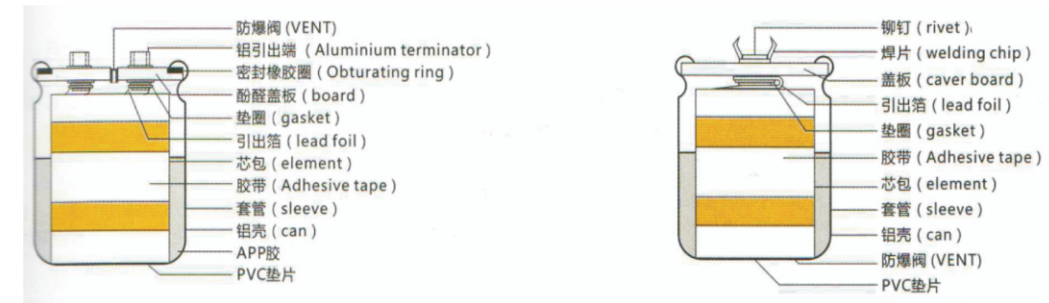 防爆阀 (VENT)
铝引出端 ( Aluminium terminator )
密封橡胶圈 ( Obturating ring )
酚醛盖板 ( board )
垫圈 ( gasket )
引出箔 ( lead foil )
芯包 ( element )
胶带 ( Adhesive tape )
套管 ( sleeve )
铝壳 ( can )
APP胶
PVC垫片
铆钉 ( rivet )
焊片 ( welding chip )
盖板 ( caver board )
引出箔 ( lead foil )
垫圈 ( gasket )
胶带 ( Adhesive tape )
芯包 ( element )
套管 ( sleeve )
铝壳 ( can )
防爆阀 (VENT)
PVC垫片